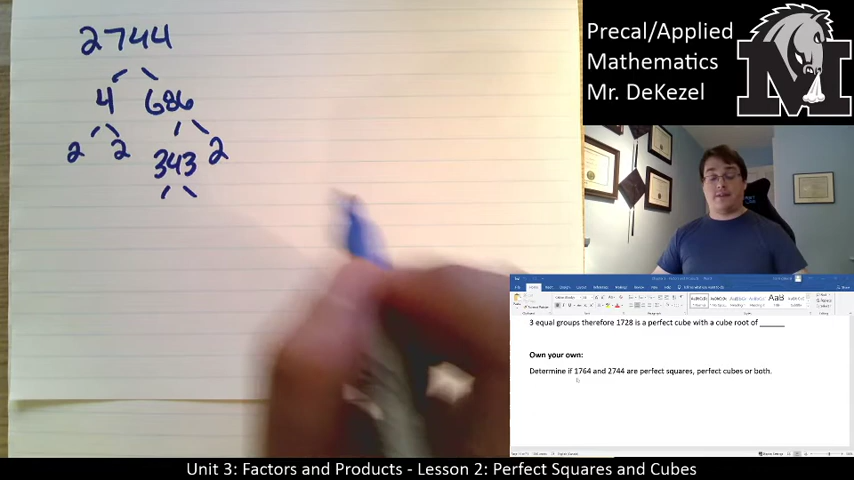 2744
4 686
2 2 343 2
Precal/Applied
Mathematics
Mr. DeKezel
M
3 equal groups therefore 1728 is a perfect cube with a cube root of ______
Own your own:
Determine if 1764 and 2744 are perfect squares, perfect cubes or both.
Unit 3: Factors and Products - Lesson 2: Perfect Squares and Cubes